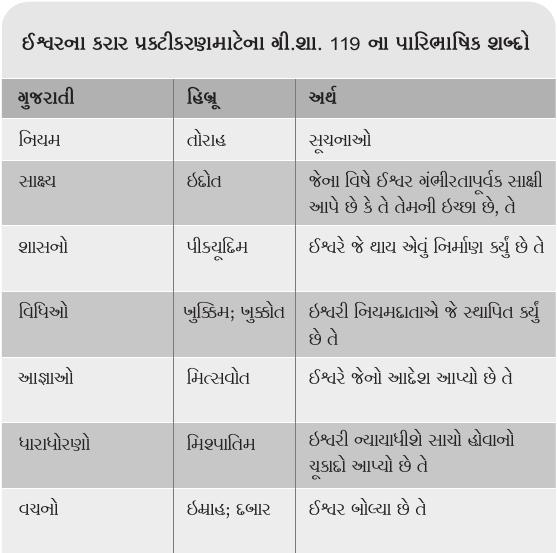 ઈશ્વરના કરાર પ્રકટીકરણમાટેના ગી.શા. 119 ના પારિભાષિક શબ્દો
ગુજરાતી હિબ્રૂ અર્થ
નિયમ તોરાહ સૂચનાઓ
સાક્ષ્ય ઇદ્દોત જેના વિષે ઈશ્વર ગંભીરતાપૂર્વક સાક્ષી
આપે છે કે તે તેમની ઇચ્છા છે, તે
શાસનો પીકયૂદ્દિમ ઈશ્વરે જે થાય એવું નિર્માણ કર્યું છે તે
વિધિઓ ખુક્કિમ; ખુક્કોત ઇશ્વરી નિયમદાતાએ જે સ્થાપિત કર્યું
છે તે
આજ્ઞાઓ મિત્સવોત ઈશ્વરે જેનો આદેશ આપ્યો છે તે
ધારાધોરણો મિશ્પાતિમ ઇશ્વરી ન્યાયાધીશે સાચો હોવાનો
ચૂકાદો આપ્યો છે તે
વચનો ઇમ્રાહ; દબાર ઈશ્વર બોલ્યા છે તે